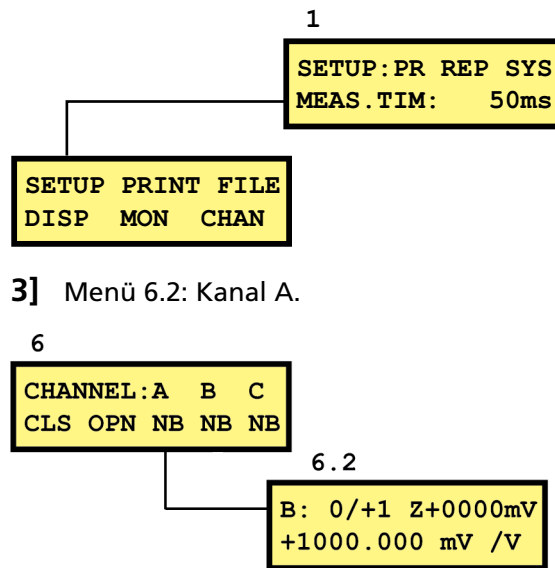 1
SETUP:PR REP SYS
MEAS.TIM: 50ms
SETUP PRINT FILE
DISP MON CHAN
3] Menü 6.2: Kanal A.
6
CHANNEL:A B C
CLS OPN NB NB NB
6.2
B: 0/+1 Z+0000mV
+1000.000 mV /V